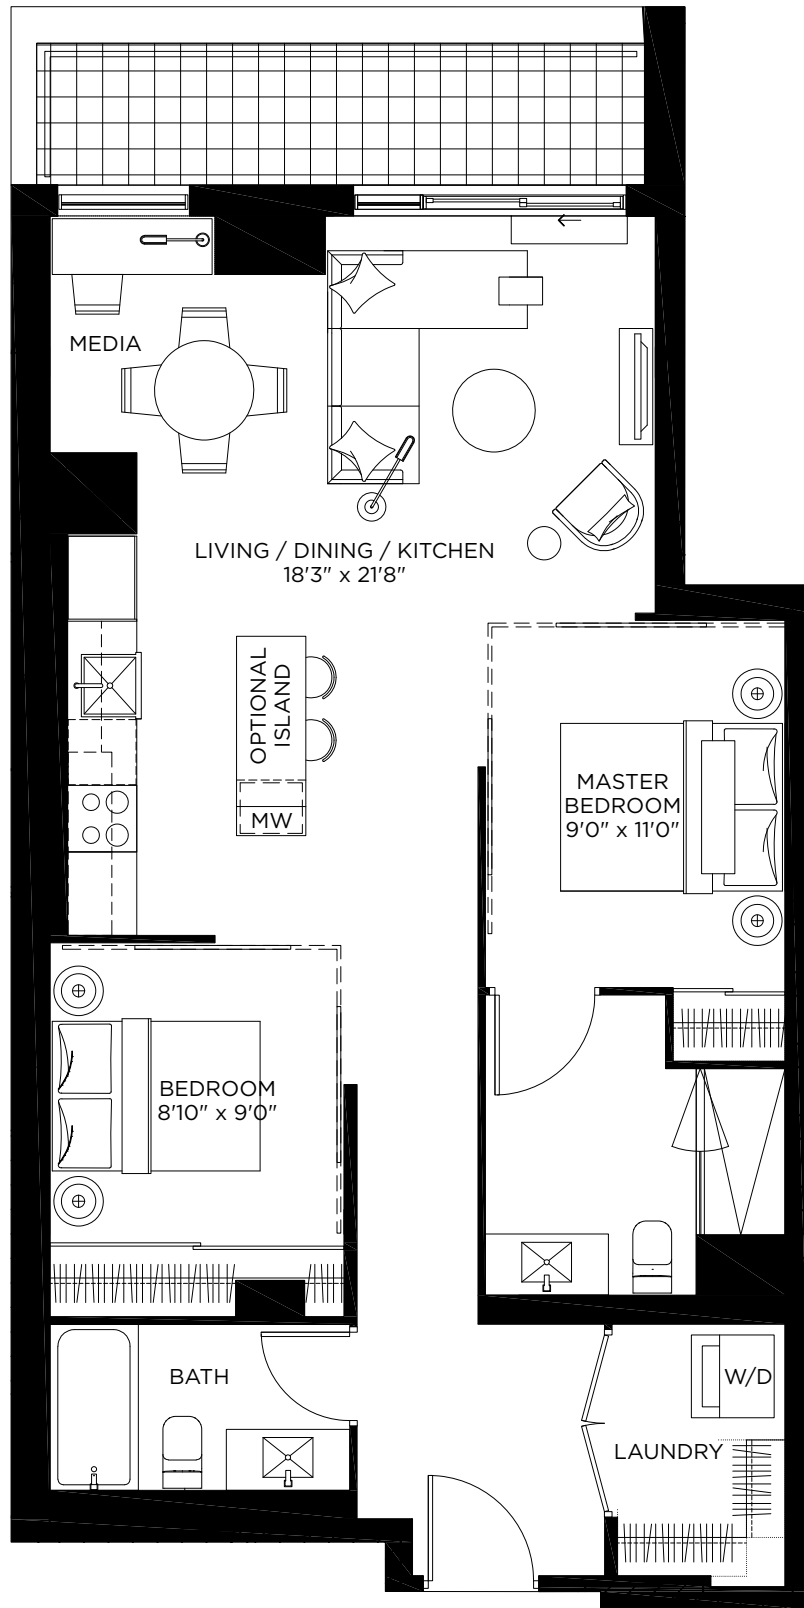 MEDIA
LIVING / DINING / KITCHEN
18'3" x 21'8"
OPTIONAL
ISLAND
MW
MASTER
BEDROOM
9'0" x 11'0"
BEDROOM
8'10" x 9'0"
BATH
W/D
LAUNDRY